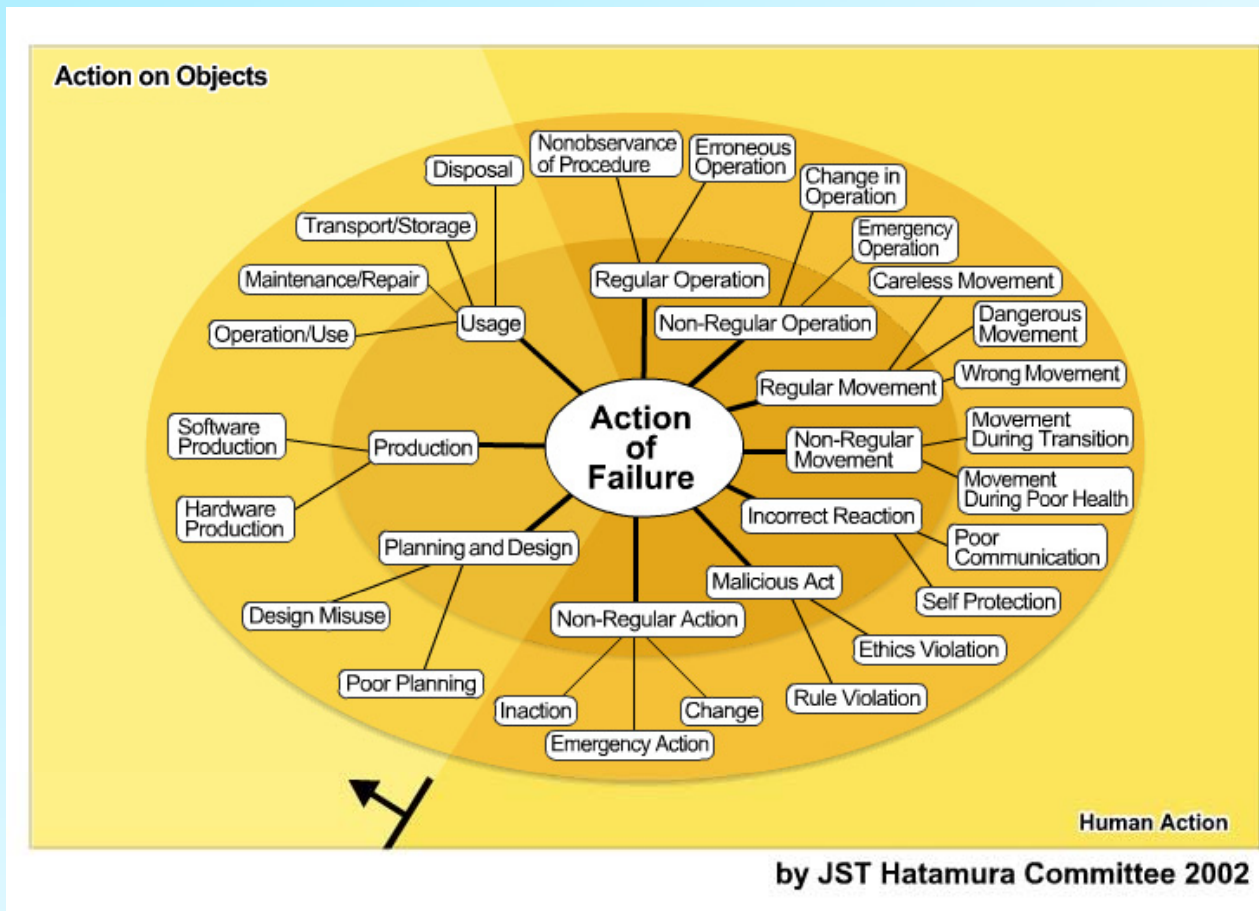 Action on Objects
Disposal
Transport/Storage
Maintenance/Repair
Operation/Use
Usage
Nonobservance
of Procedure
Erroneous
Operation
Regular Operation
Change in
Operation
Emergency
Operation
Non-Regular Operation
Careless Movement
Dangerous
Movement
Wrong Movement
Regular Movement
Action
of
Failure
Software
Production
Hardware
Production
Production
Non-Regular
Movement
Movement
During Transition
Movement
During Poor Health
Incorrect Reaction
Poor
Communication
Self Protection
Planning and Design
Design Misuse
Poor Planning
Malicious Act
Ethics Violation
Rule Violation
Non-Regular Action
Inaction
Emergency Action
Change
Human Action
by JST Hatamura Committee 2002